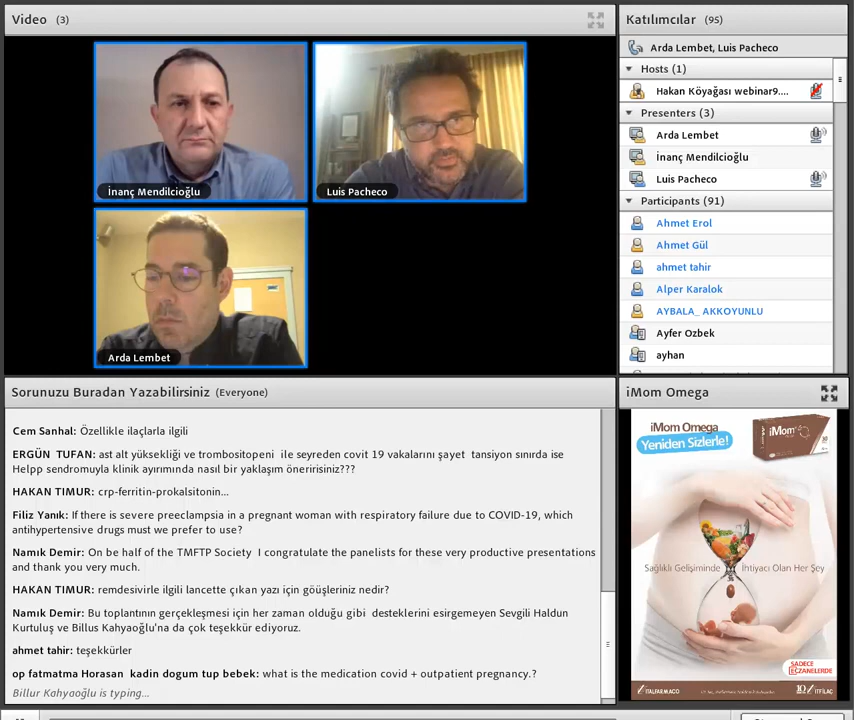 Video (3)
İnanç Mendilcioğlu
Luis Pacheco
Arda Lembet
Katılımcılar (95)
Arda Lembet, Luis Pacheco
Hosts (1)
Hakan Köyağası webinar9....
Presenters (3)
Arda Lembet
İnanç Mendilcioğlu
Luis Pacheco
Participants (91)
Ahmet Erol
Ahmet Gül
ahmet tahir
Alper Karalok
AYBALA_ AKKOYUNLU
Ayfer Ozbek
ayhan
Sorunuzu Buradan Yazabilirsiniz (Everyone)
Cem Sanhal: Özellikle ilaçlarla ilgili
ERGÜN TUFAN: ast alt yüksekliği ve trombositopeni ile seyreden covit 19 vakalarını şayet tansiyon sınırda ise
Helpp sendromuyla klinik ayırımında nasıl bir yaklaşım öneririsiniz???
HAKAN TIMUR: crp-ferritin-prokalsitonin...
Filiz Yanık: If there is severe preeclampsia in a pregnant woman with respiratory failure due to COVID-19, which
antihypertensive drugs must we prefer to use?
Namık Demir: On be half of the TMFTP Society I congratulate the panelists for these very productive presentations
and thank you very much.
HAKAN TIMUR: remdesivirle ilgili lancette çıkan yazı için göüşleriniz nedir?
Namık Demir: Bu toplantının gerçekleşmesi için her zaman olduğu gibi desteklerini esirgemeyen Sevgili Haldun
Kurtuluş ve Billus Kahyaoğlu'na da çok teşekkür ediyoruz.
ahmet tahir: teşekkürler
op fatmatma Horasan kadin dogum tup bebek: what is the medication covid + outpatient pregnancy.?
Billur Kahyaoğlu is typing...
iMom Omega
iMom Omega
Yeniden Sizlerle!
iMom
Sağlıklı Gelişiminde İhtiyacı Olan Her Şey
SADECE
ECZANELERDE
ITALFARMACO
İTFİLAÇ